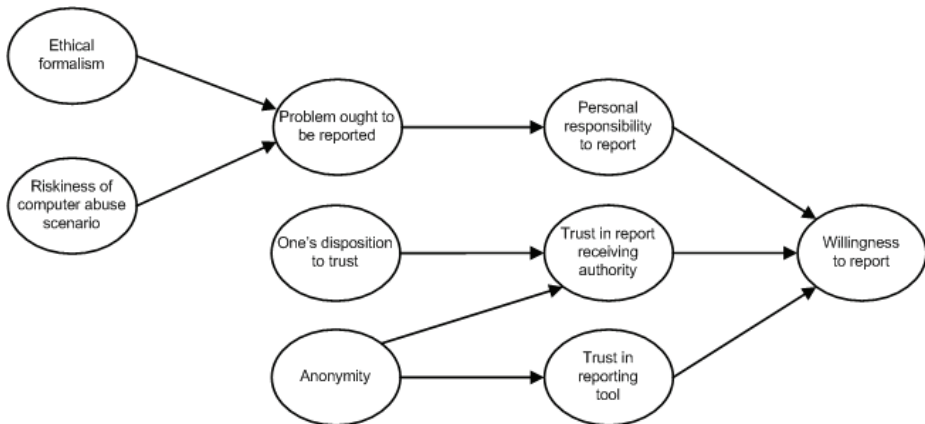 Ethical
formalism
Problem ought to
be reported
Personal
responsibility
to report
Riskiness of
computer abuse
scenario
One's disposition
to trust
Trust in report
receiving
authority
Willingness
to report
Anonymity
Trust in
reporting
tool